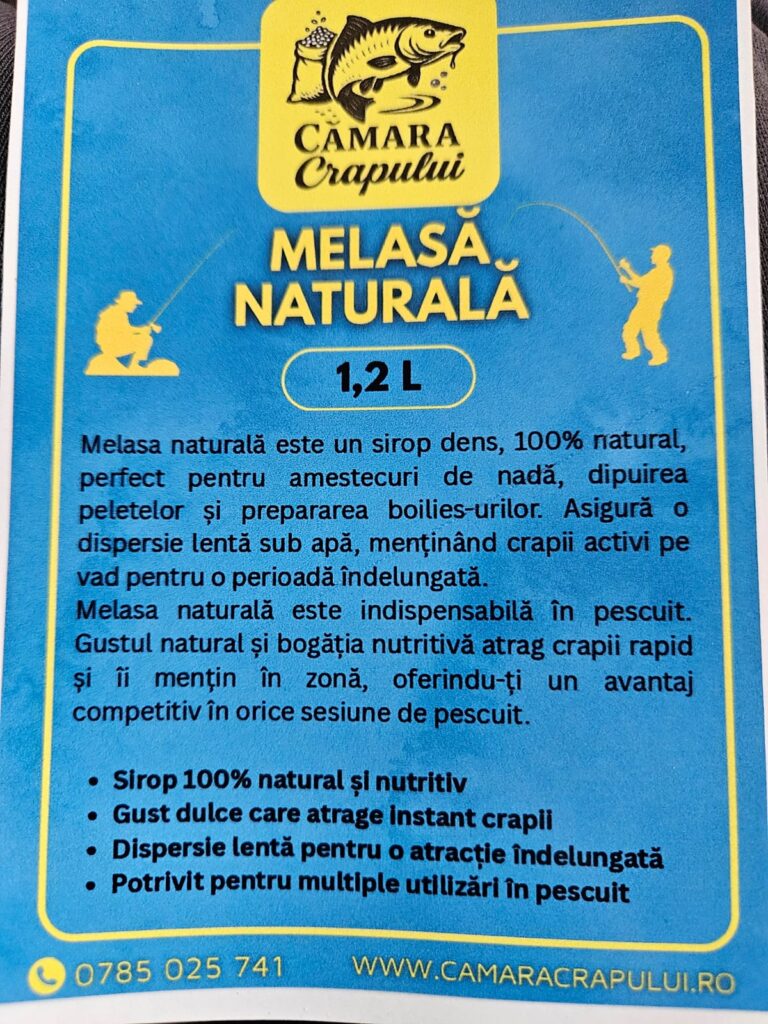 CĂMARA
Crapului
MELASĂ
NATURALĂ
1,2 L
Melasa naturală este un sirop dens, 100% natural,
perfect pentru amestecuri de nadă, dipuirea
peletelor și prepararea boilies-urilor. Asigură o
dispersie lentă sub apă, menținând crapii activi pe
vad pentru o perioadă îndelungată.
Melasa naturală este indispensabilă în pescuit.
Gustul natural și bogăția nutritivă atrag crapii rapid
și îi mențin în zonă, oferindu-ți un avantaj
competitiv în orice sesiune de pescuit.
• Sirop 100% natural și nutritiv
• Gust dulce care atrage instant crapii
• Dispersie lentă pentru o atracție îndelungată
• Potrivit pentru multiple utilizări în pescuit
0785 025 741 WWW.CAMARACRAPULUI.RO